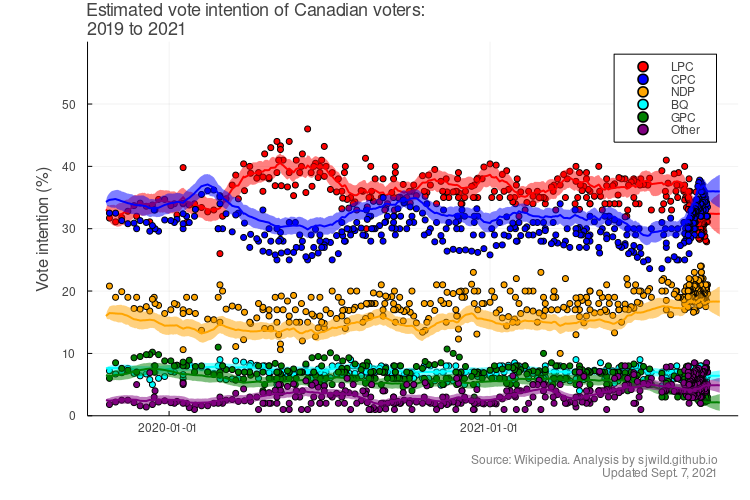 Estimated vote intention of Canadian voters:
2019 to 2021
LPC
CPC
NDP
BQ
GPC
Other
Vote intention (%)
50
40
30
20
10
0
2020-01-01
2021-01-01
Source: Wikipedia. Analysis by sjwild.github.io
Updated Sept. 7, 2021